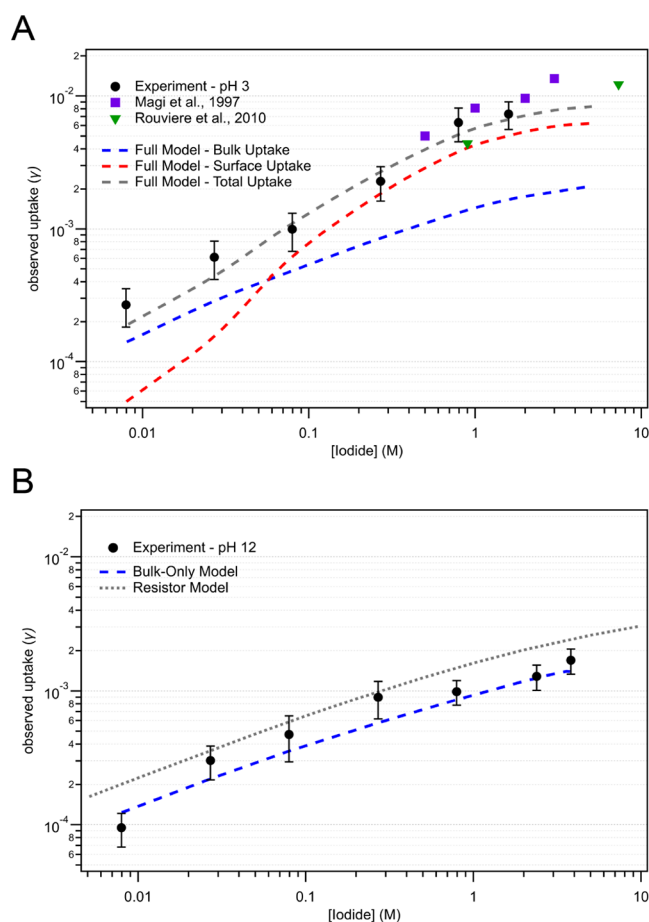 A
2
10⁻²
8
6
4
2
10⁻³
8
6
4
2
10⁻⁴
8
6
observed uptake (γ)
Experiment - pH 3
Magi et al., 1997
Rouviere et al., 2010
Full Model - Bulk Uptake
Full Model - Surface Uptake
Full Model - Total Uptake
0.01 0.1 1 10
[Iodide] (M)
B
2
10⁻²
8
6
4
2
10⁻³
8
6
4
2
10⁻⁴
8
6
observed uptake (γ)
Experiment - pH 12
Bulk-Only Model
Resistor Model
0.01 0.1 1 10
[Iodide] (M)